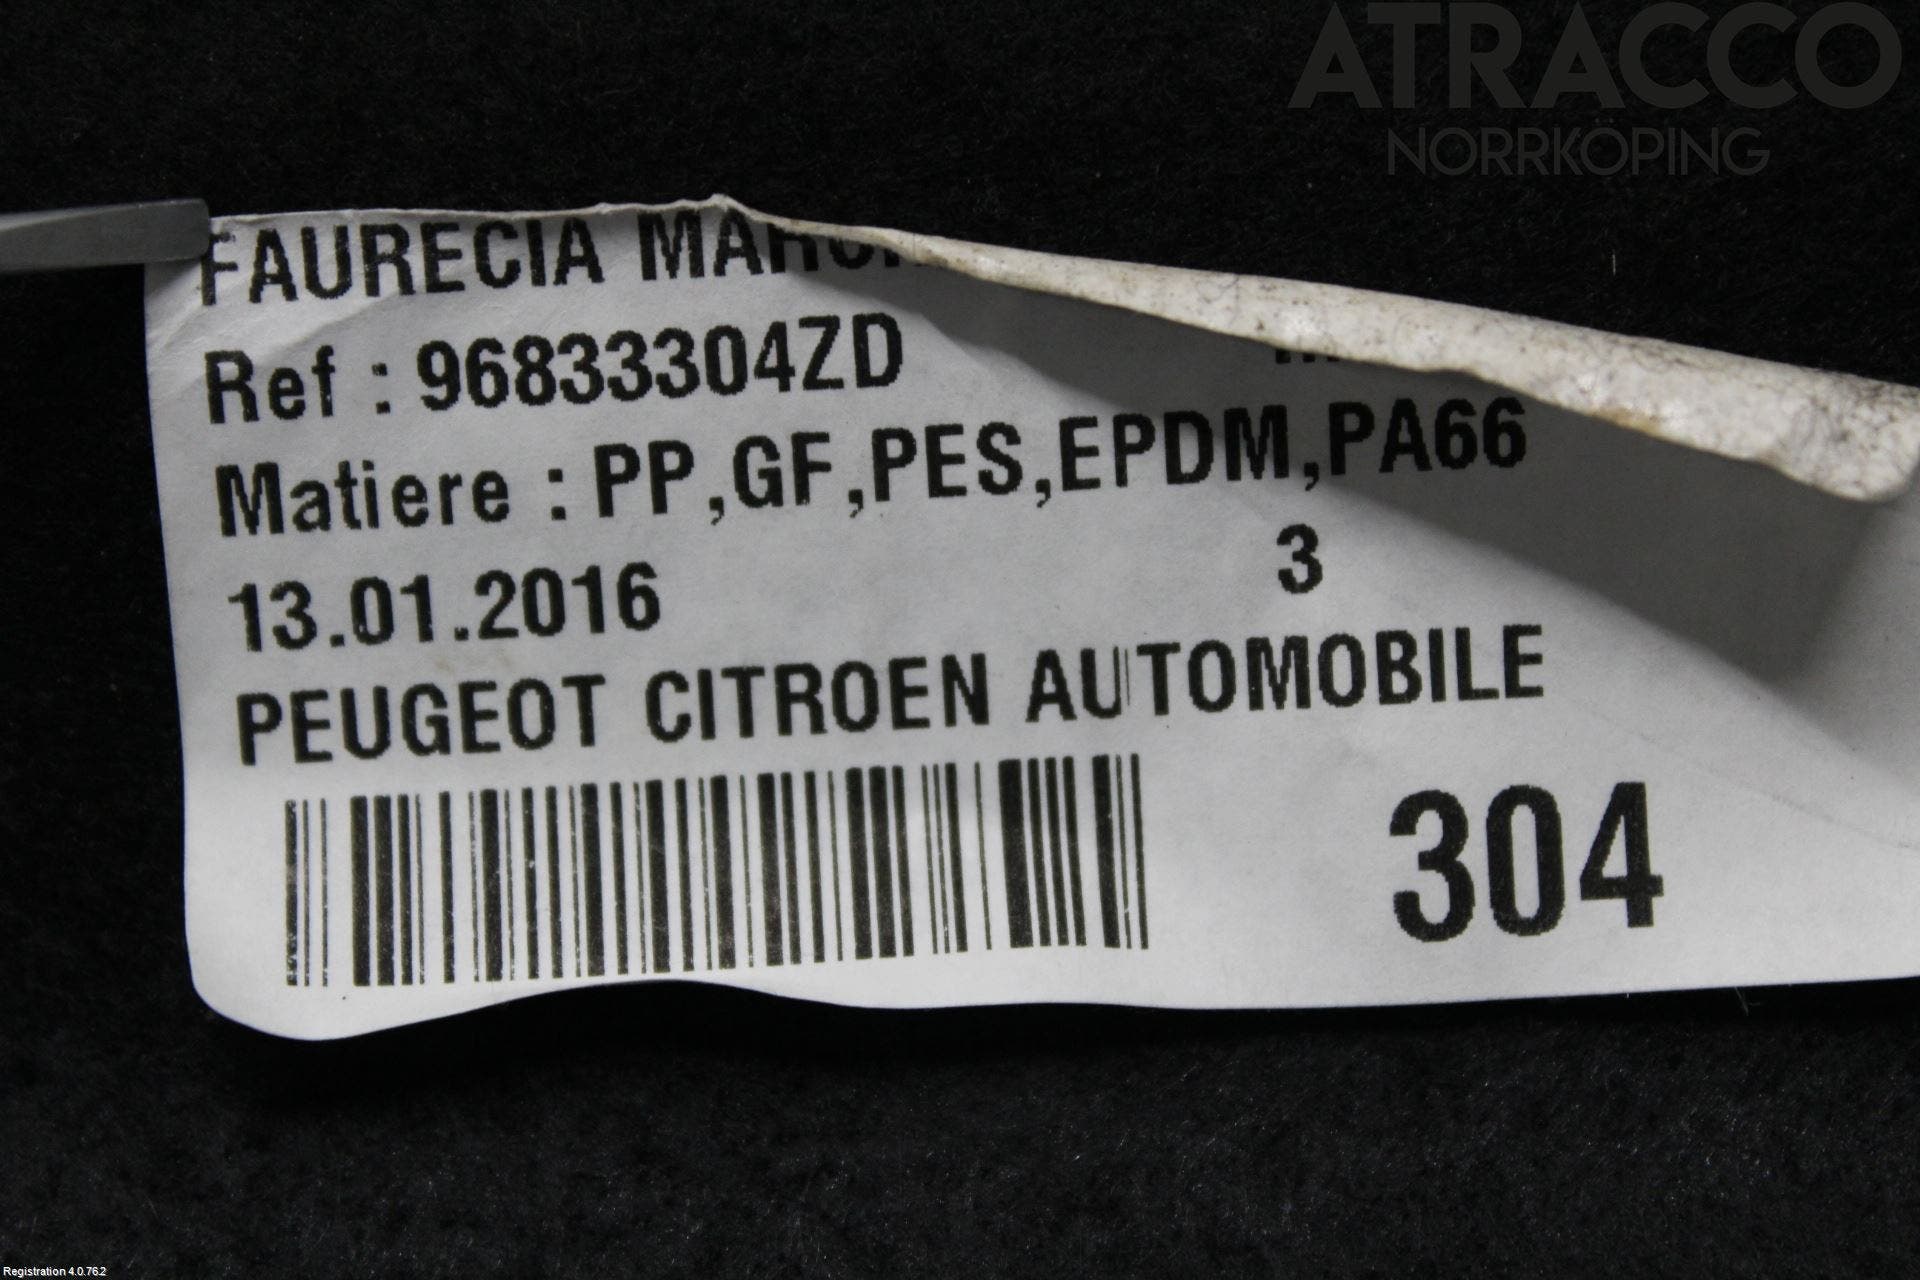 ATRACCO
NORRKÖPING
FAURECIA
Ref : 96833304ZD
Matiere : PP,GF,PES,EPDM,PA66
13.01.2016 3
PEUGEOT CITROEN AUTOMOBILE
304
Registration 4.0.76.2